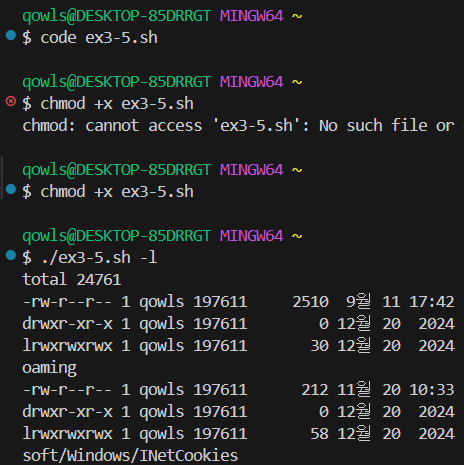 qowls@DESKTOP-85DRRGT MINGW64 ~
$ code ex3-5.sh
qowls@DESKTOP-85DRRGT MINGW64 ~
$ chmod +x ex3-5.sh
chmod: cannot access 'ex3-5.sh': No such file or
qowls@DESKTOP-85DRRGT MINGW64 ~
$ chmod +x ex3-5.sh
qowls@DESKTOP-85DRRGT MINGW64 ~
$ ./ex3-5.sh -l
total 24761
-rw-r--r-- 1 qowls 197611 2510 9월 11 17:42
drwxr-xr-x 1 qowls 197611 0 12월 20 2024
lrwxrwxrwx 1 qowls 197611 30 12월 20 2024
oaming
-rw-r--r-- 1 qowls 197611 212 11월 20 10:33
drwxr-xr-x 1 qowls 197611 0 12월 20 2024
lrwxrwxrwx 1 qowls 197611 58 12월 20 2024
soft/Windows/INetCookies